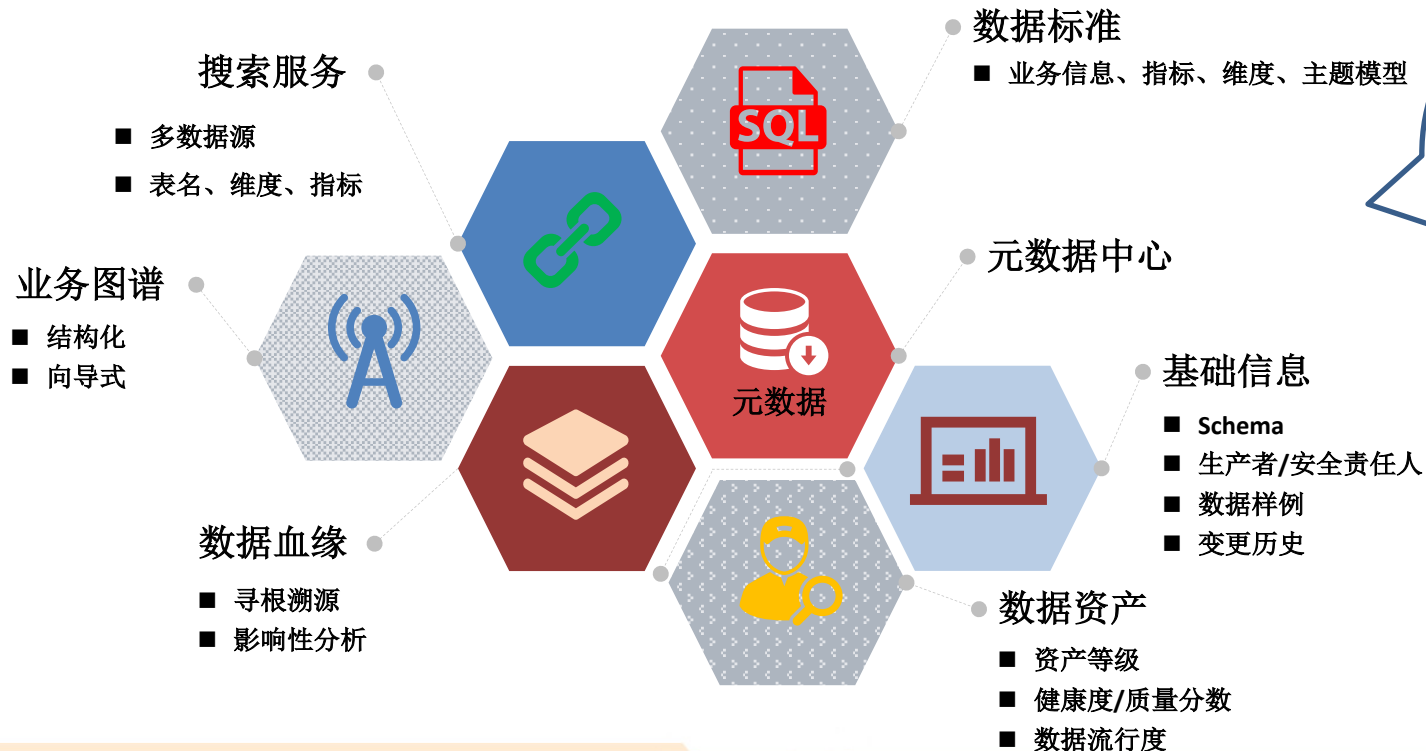 数据标准
■ 业务信息、指标、维度、主题模型
搜索服务
■ 多数据源
■ 表名、维度、指标
SQL
元数据中心
业务图谱
■ 结构化
■ 向导式
元数据
基础信息
■ Schema
■ 生产者/安全责任人
■ 数据样例
■ 变更历史
数据血缘
■ 寻根溯源
■ 影响性分析
数据资产
■ 资产等级
■ 健康度/质量分数
■ 数据流行度